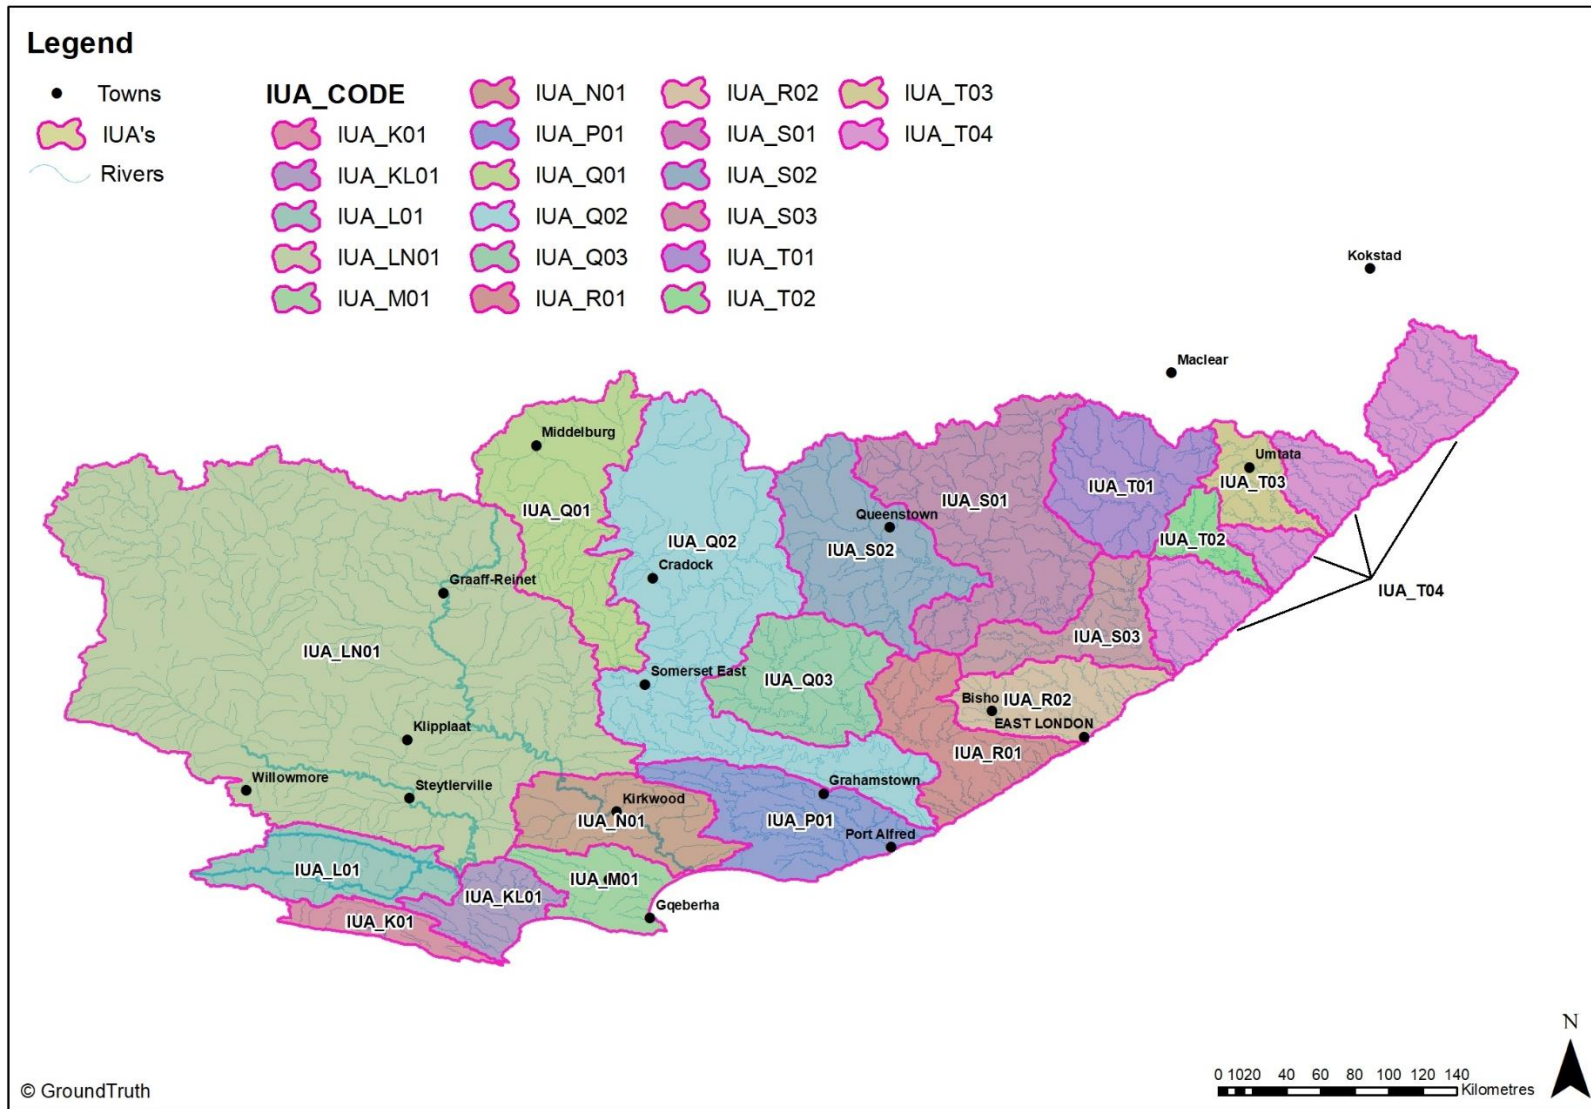 Legend
Towns
IUA's
Rivers
IUA_CODE
IUA_K01
IUA_KL01
IUA_L01
IUA_LN01
IUA_M01
IUA_N01
IUA_P01
IUA_Q01
IUA_Q02
IUA_Q03
IUA_R01
IUA_R02
IUA_S01
IUA_S02
IUA_S03
IUA_T01
IUA_T02
IUA_T03
IUA_T04
Kokstad
Maclear
Middelburg
Umtata
IUA_T03
IUA_T01
IUA_S01
IUA_Q01
Queenstown
IUA_Q02
IUA_S02
IUA_T02
Cradock
Graaff-Reinet
IUA_T04
IUA_S03
IUA_LN01
Somerset East
IUA_Q03
Bisho
IUA_R02
EAST LONDON
Klipplaat
IUA_R01
Willowmore
Steytlerville
Grahamstown
Kirkwood
IUA_N01
IUA_P01
Port Alfred
IUA_L01
IUA_M01
IUA_KL01
Gqeberha
IUA_K01
N
0 1020 40 60 80 100 120 140
Kilometres
© GroundTruth